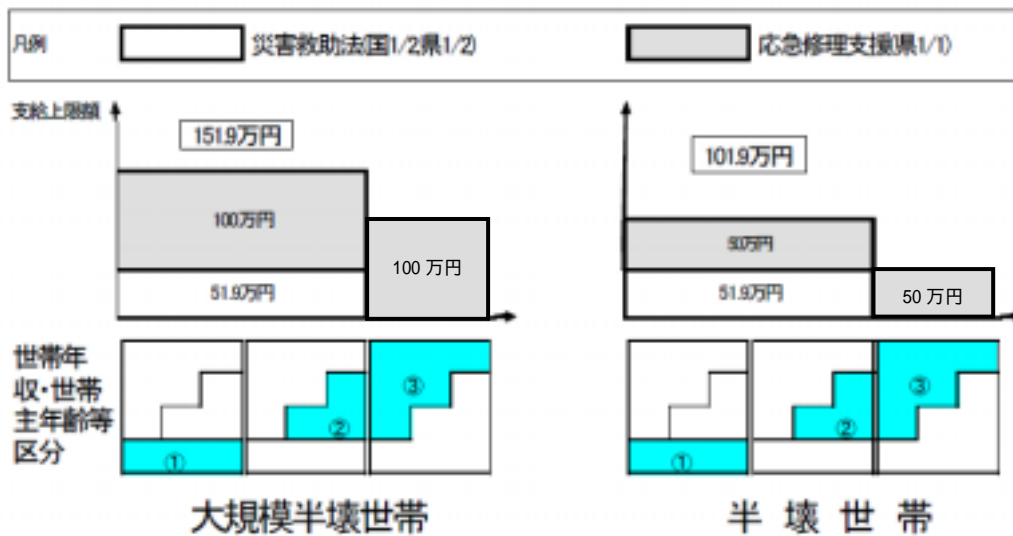 凡例
災害救助法(国1/2県1/2)
応急修理支援(県1/1)
支給上限額
151.9万円
100万円
51.9万円
100 万円
101.9万円
50万円
51.9万円
50 万円
世帯年
収・世帯
主年齢等
区分
①
②
③
①
②
③
大規模半壊世帯
半 壊 世 帯